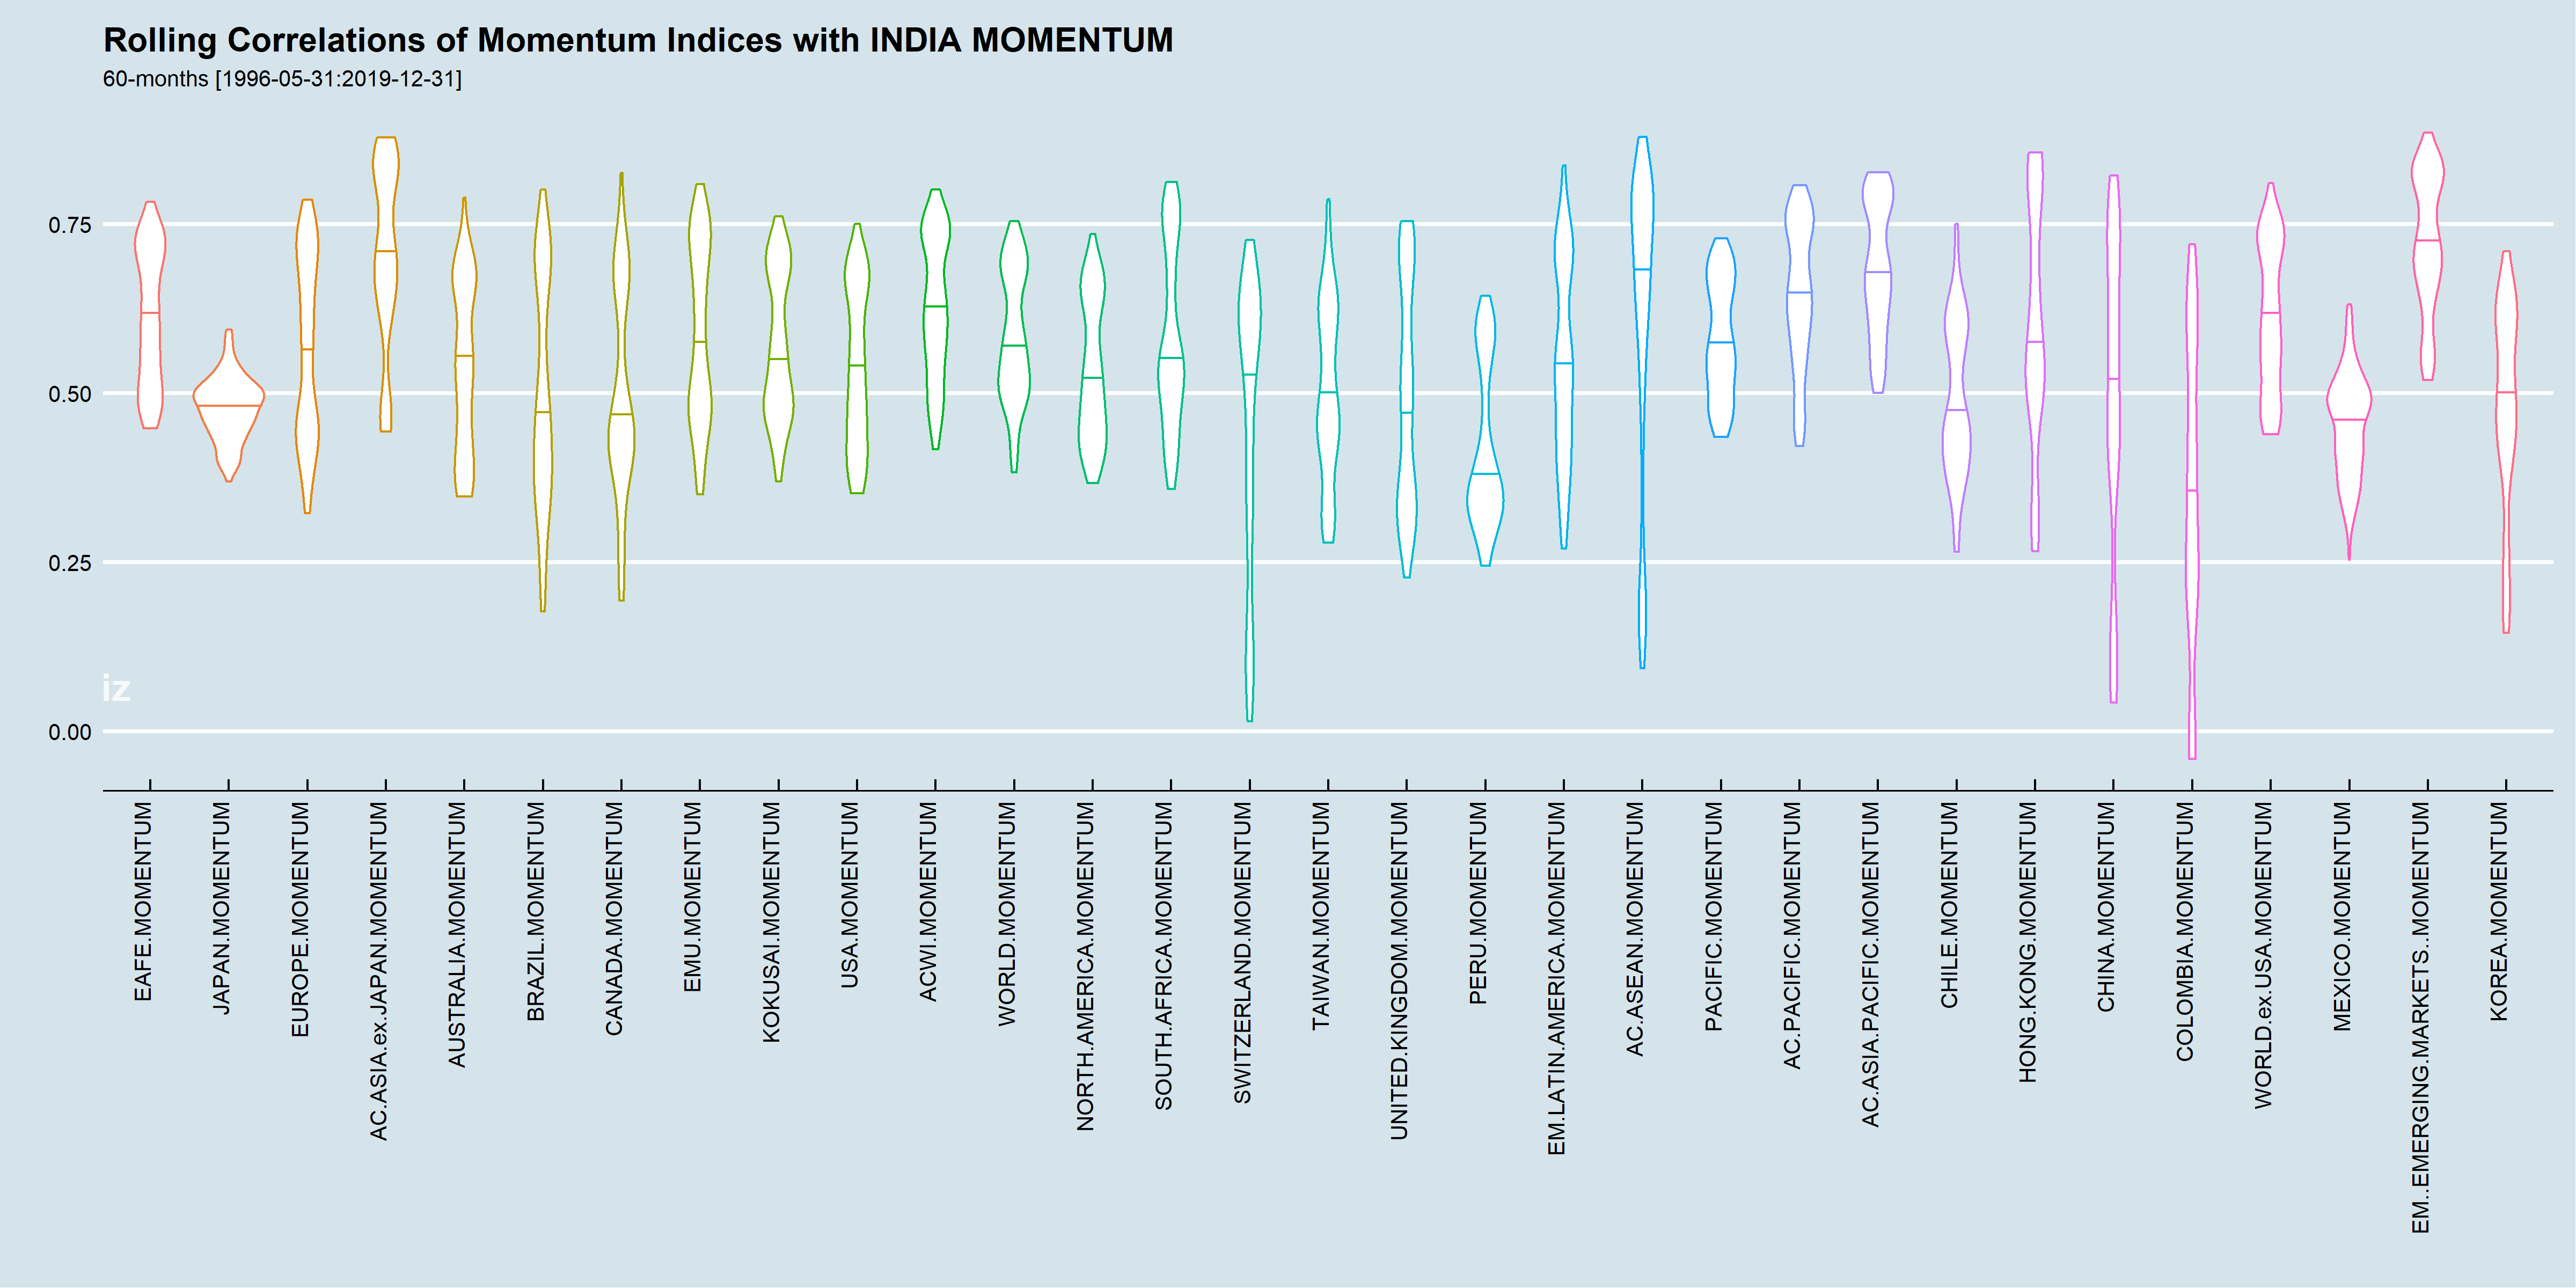 Rolling Correlations of Momentum Indices with INDIA MOMENTUM
60-months [1996-05-31:2019-12-31]
0.75
0.50
0.25
0.00
iz
EAFE.MOMENTUM
JAPAN.MOMENTUM
EUROPE.MOMENTUM
AC.ASIA.ex.JAPAN.MOMENTUM
AUSTRALIA.MOMENTUM
BRAZIL.MOMENTUM
CANADA.MOMENTUM
EMU.MOMENTUM
KOKUSAI.MOMENTUM
USA.MOMENTUM
ACWI.MOMENTUM
WORLD.MOMENTUM
NORTH.AMERICA.MOMENTUM
SOUTH.AFRICA.MOMENTUM
SWITZERLAND.MOMENTUM
TAIWAN.MOMENTUM
UNITED.KINGDOM.MOMENTUM
PERU.MOMENTUM
EM.LATIN.AMERICA.MOMENTUM
AC.ASEAN.MOMENTUM
PACIFIC.MOMENTUM
AC.PACIFIC.MOMENTUM
AC.ASIA.PACIFIC.MOMENTUM
CHILE.MOMENTUM
HONG.KONG.MOMENTUM
CHINA.MOMENTUM
COLOMBIA.MOMENTUM
WORLD.ex.USA.MOMENTUM
MEXICO.MOMENTUM
EM..EMERGING.MARKETS..MOMENTUM
KOREA.MOMENTUM